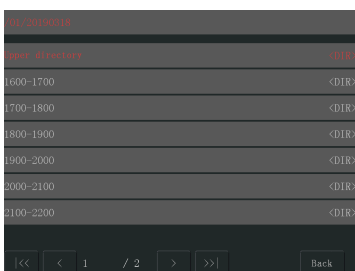 <DIR>
1600-1700 <DIR>
1700-1800 <DIR>
1800-1900 <DIR>
1900-2000 <DIR>
2000-2100 <DIR>
2100-2200 <DIR>
|<< < 1 / 2 > >>| Back